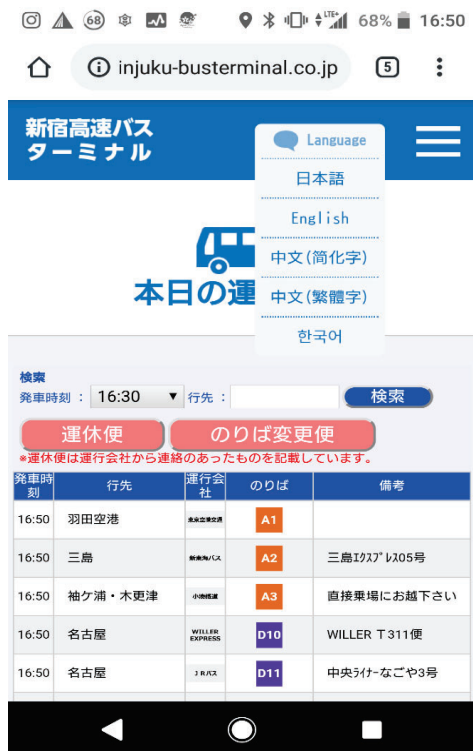 68 LTE 68% 16:50
injuku-busterminal.co.jp 5
新宿高速バス
ターミナル
Language
日本語
English
中文(简化字)
中文(繁體字)
한국어
本日の運
検索
発車時刻 : 16:30 ▼ 行先 : 検索
運休便 のりば変更便
*運休便は運行会社から連絡のあったものを記載しています。
発車時刻 行先 運行会社 のりば 備考
16:50 羽田空港 A1
16:50 三島 A2 三島エクスプレス05号
16:50 袖ケ浦・木更津 A3 直接乗場にお越下さい
16:50 名古屋 WILLER EXPRESS D10 WILLER T311便
16:50 名古屋 JRバス D11 中央ライナーなごや3号